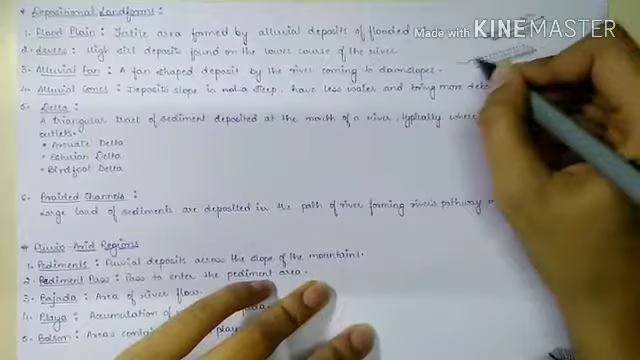 * Depositional Landforms :
1. Flood Plain : Fertile area formed by alluvial deposits of flooded
Made with KINEMASTER
2. Levees : High silt deposits found on the lower course of the river
3. Alluvial Fan : A fan shaped deposit by the river coming to
4. Alluvial Cones : Deposits slope is not a steep, have less water and bring more
5. Delta :
A triangular tract of sediment deposited at the mouth of a river, typically where
outlets.
• Arcuate Delta
• Esturian Delta
• Birdfoot Delta
6. Braided Channels :
Large load of sediments are deposited in the path of river forming river's pathway
* Fluvio-Arid Regions
1. Pediments : Fluvial deposits across the slope of the mountains.
2. Pediment Pass : Pass to enter the pediment area.
3. Bajada : Area of river flow.
4. Playa : Accumulation of
5. Bolson : Areas play